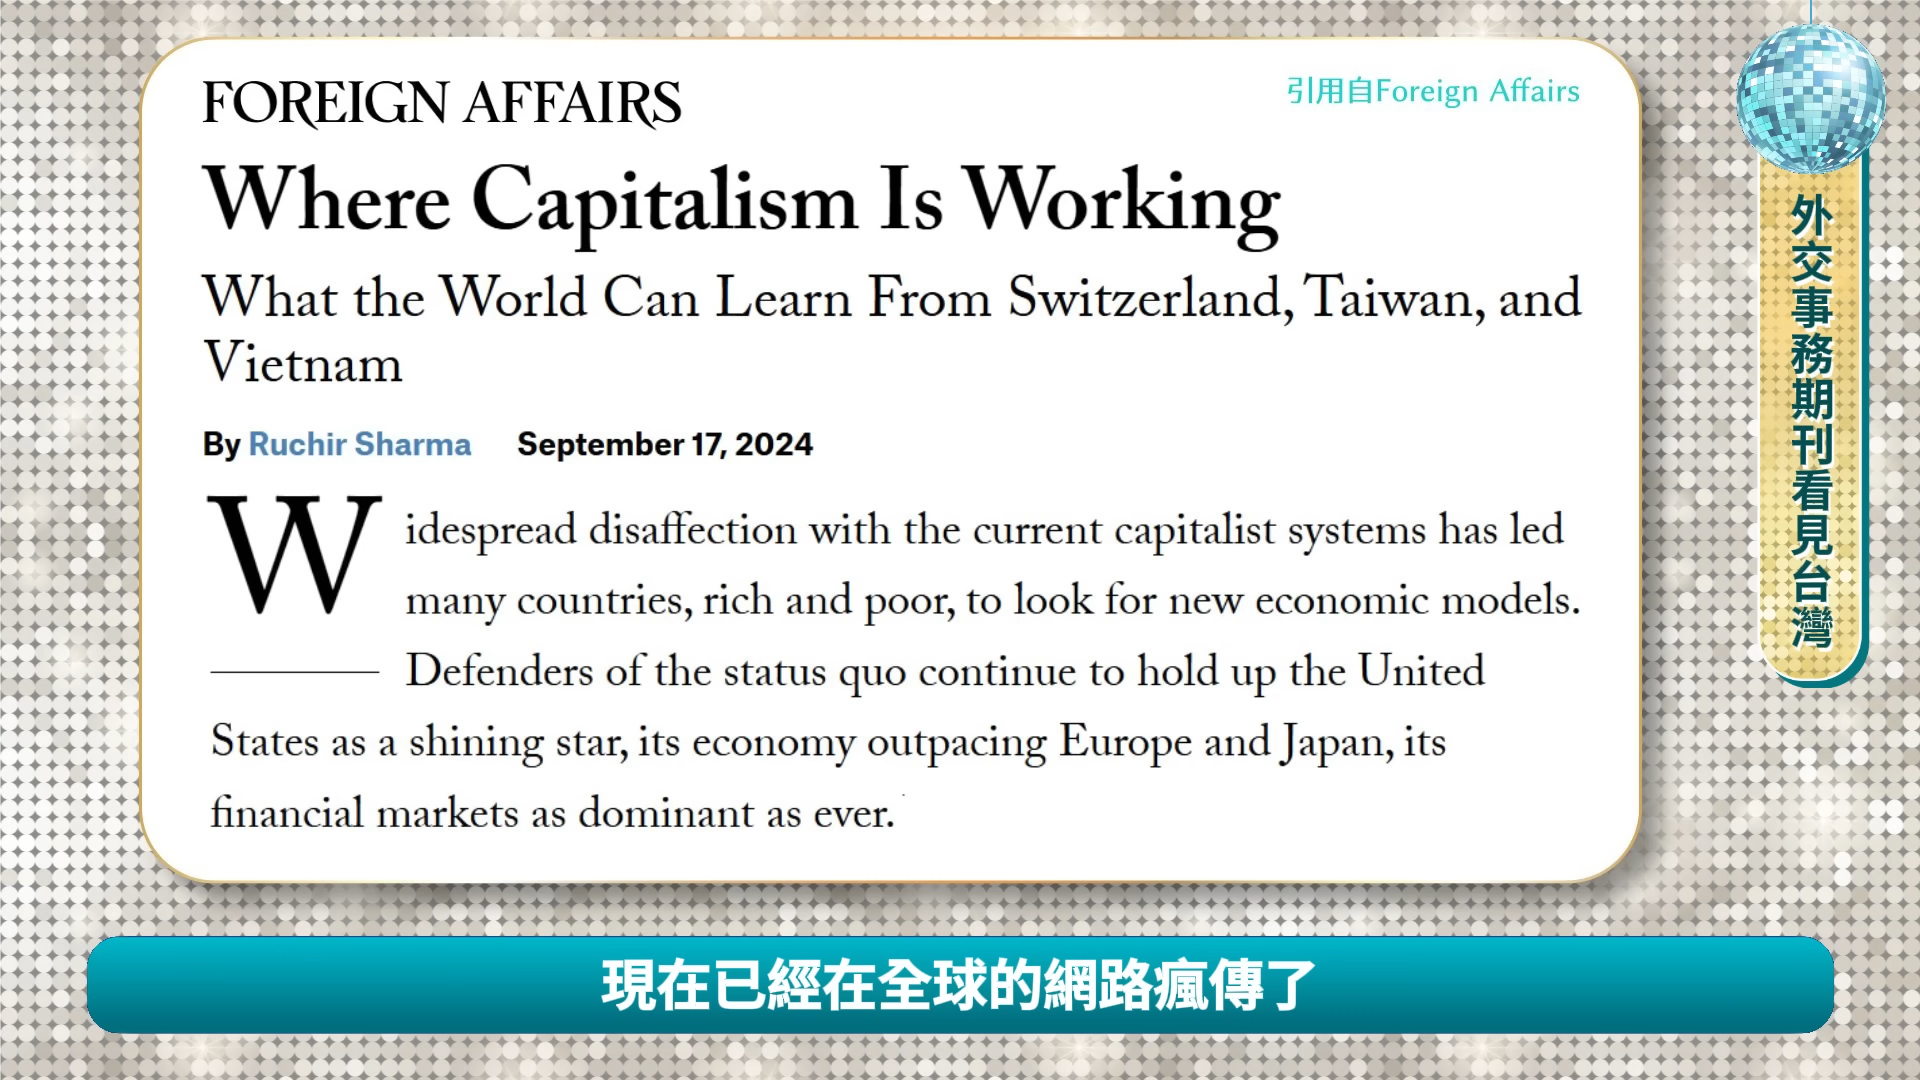 FOREIGN AFFAIRS
引用自Foreign Affairs
Where Capitalism Is Working
What the World Can Learn From Switzerland, Taiwan, and
Vietnam
By Ruchir Sharma September 17, 2024
Widespread disaffection with the current capitalist systems has led
many countries, rich and poor, to look for new economic models.
Defenders of the status quo continue to hold up the United
States as a shining star, its economy outpacing Europe and Japan, its
financial markets as dominant as ever.
外交事務期刊看見台灣
現在已經在全球的網路瘋傳了